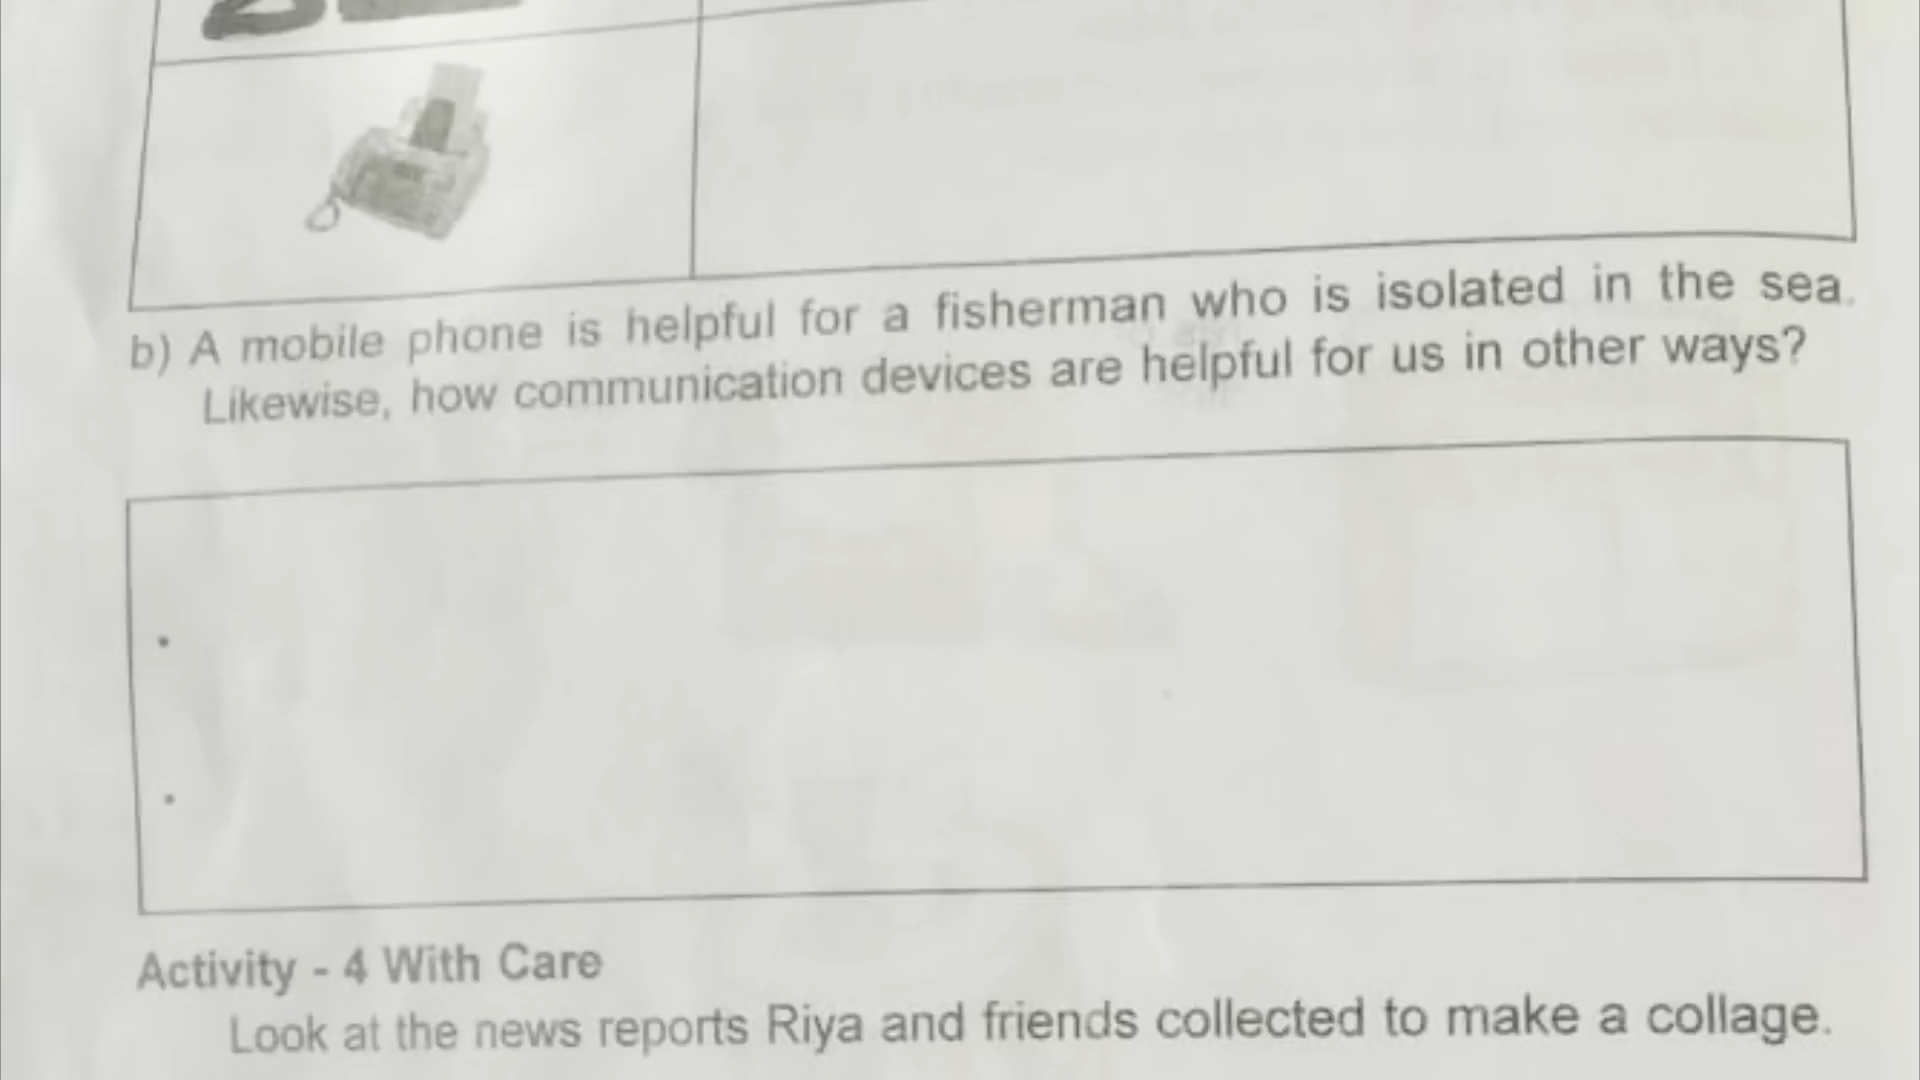 b) A mobile phone is helpful for a fisherman who is isolated in the sea.
Likewise, how communication devices are helpful for us in other ways?
Activity - 4 With Care
Look at the news reports Riya and friends collected to make a collage.